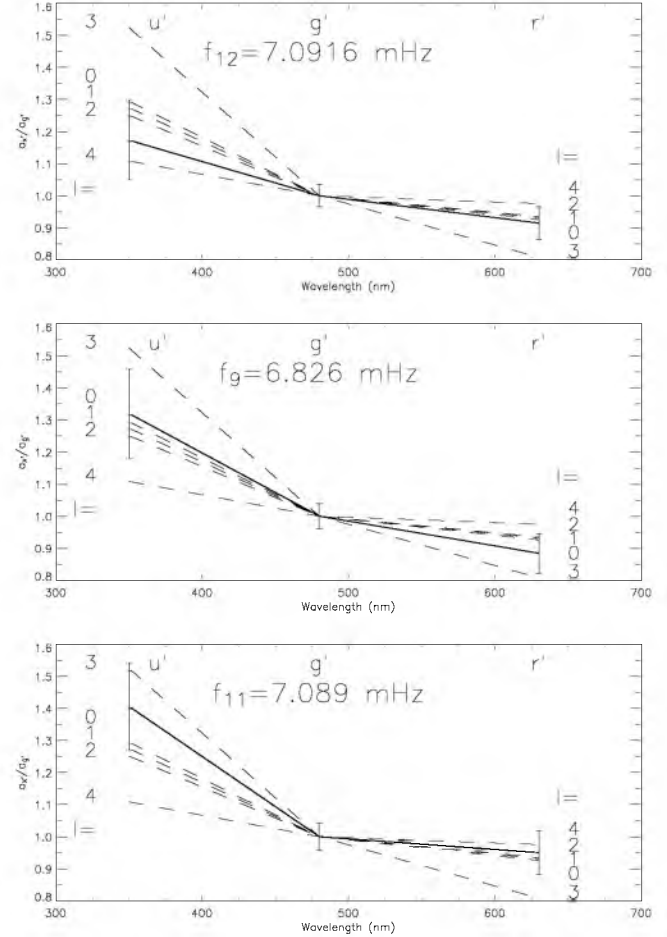 1.6
3 u' g' r'
f12=7.0916 mHz
1.5
1.4
0
1
2
1.3
1.2
4
1.1
l=
1.0
0.9
0.8
ax'/ag'
l=
4
2
1
0
3
300 400 500 600 700
Wavelength (nm)
1.6
3 u' g' r'
f9=6.826 mHz
1.5
1.4
0
1
2
1.3
1.2
4
1.1
l=
1.0
0.9
0.8
ax'/ag'
l=
4
2
1
0
3
300 400 500 600 700
Wavelength (nm)
1.6
3 u' g' r'
f11=7.089 mHz
1.5
1.4
0
1
2
1.3
1.2
4
1.1
l=
1.0
0.9
0.8
ax'/ag'
l=
4
2
1
0
3
300 400 500 600 700
Wavelength (nm)